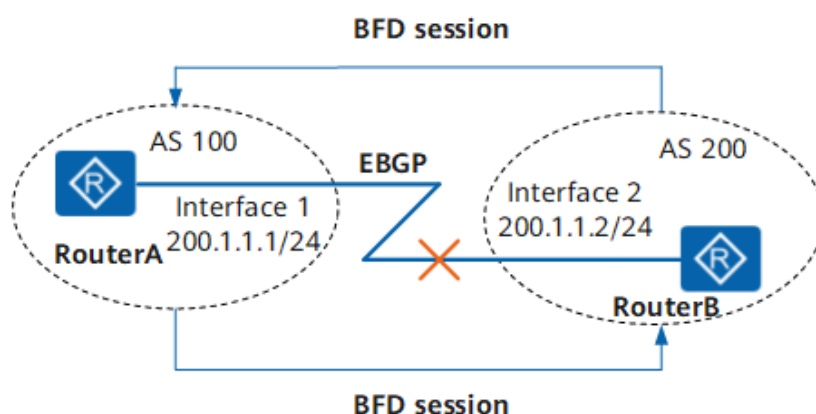 BFD session
AS 100
AS 200
EBGP
R
Interface 1
200.1.1.1/24
Interface 2
200.1.1.2/24
RouterA
R
RouterB
BFD session